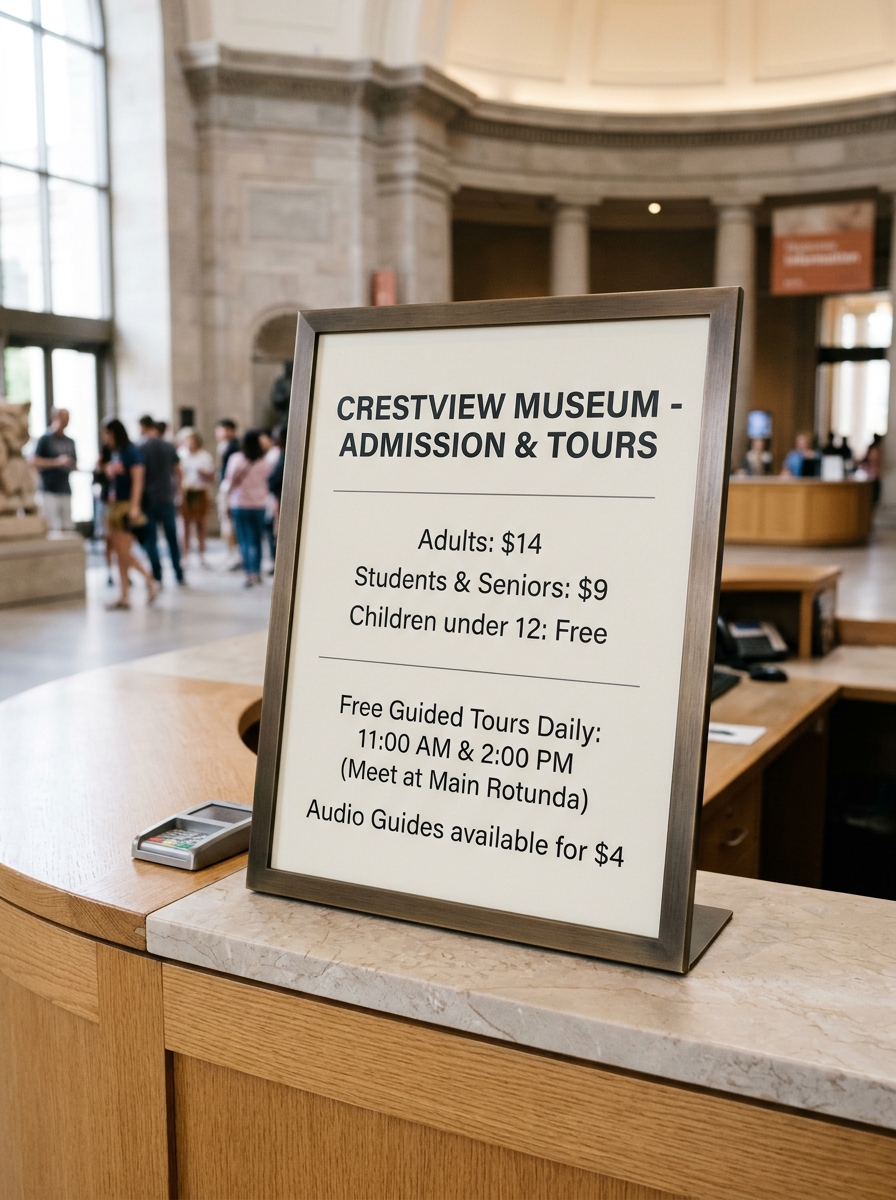 CRESTVIEW MUSEUM -
ADMISSION & TOURS
Adults: $14
Students & Seniors: $9
Children under 12: Free
Free Guided Tours Daily:
11:00 AM & 2:00 PM
(Meet at Main Rotunda)
Audio Guides available for $4
information